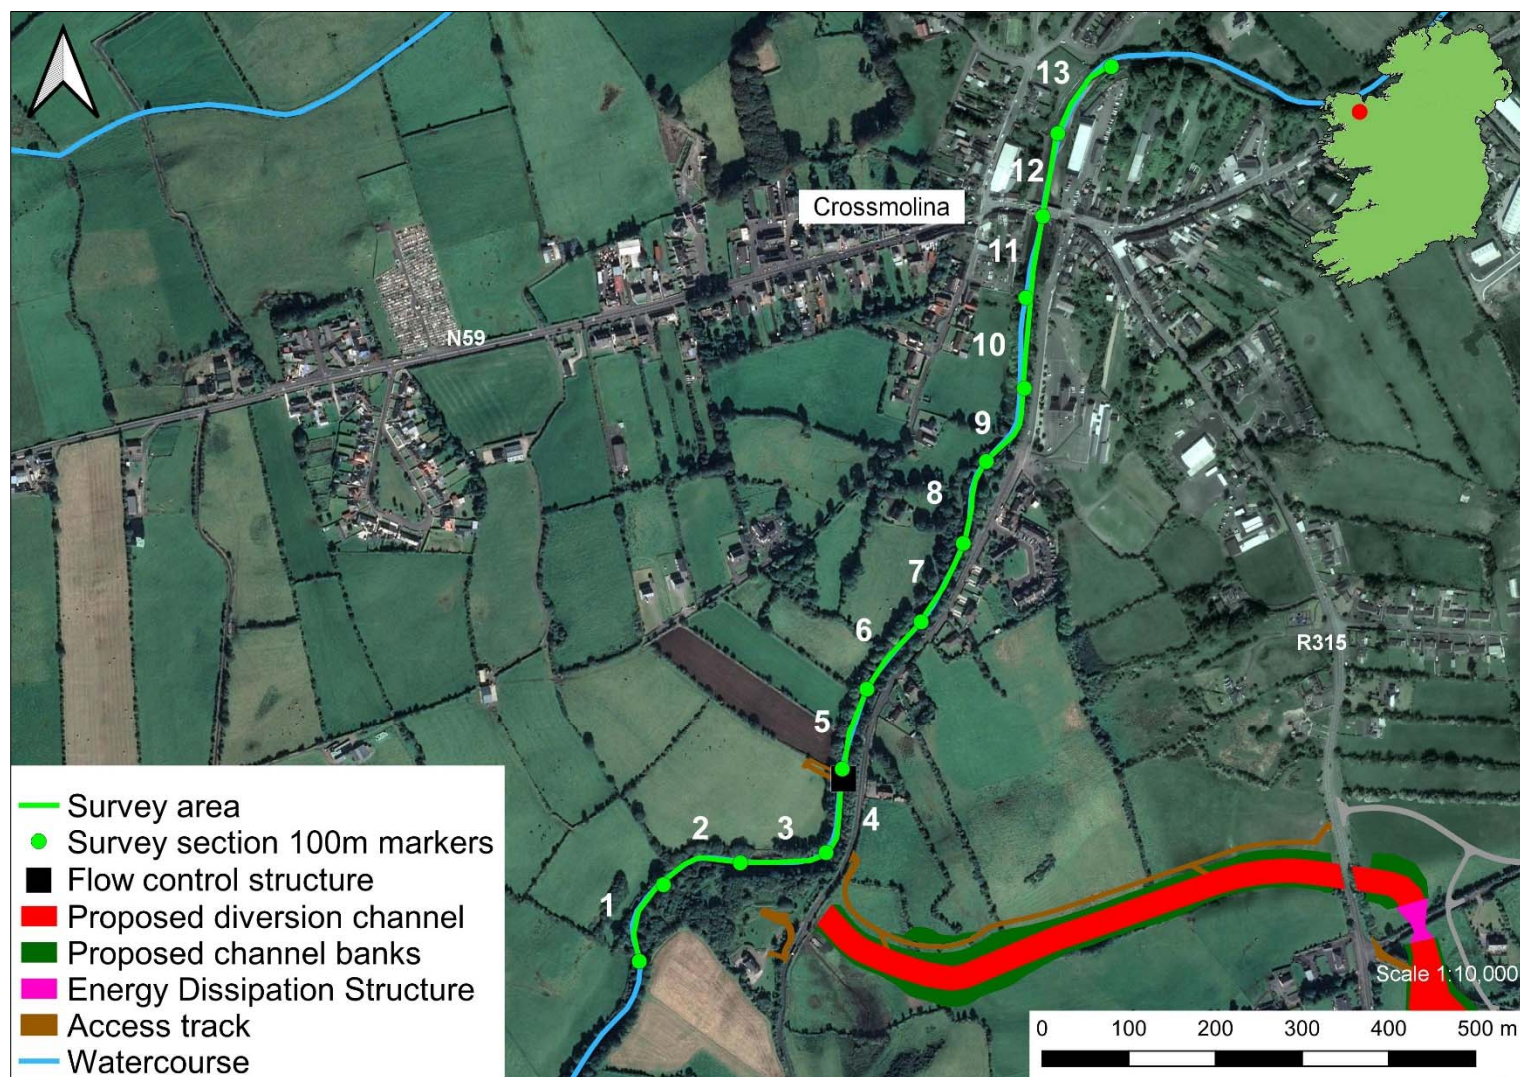 13
12
Crossmolina
11
N59
10
9
8
7
6
R315
5
4
3
2
1
Survey area
Survey section 100m markers
Flow control structure
Proposed diversion channel
Proposed channel banks
Energy Dissipation Structure
Access track
Watercourse
Scale 1:10,000
0 100 200 300 400 500 m